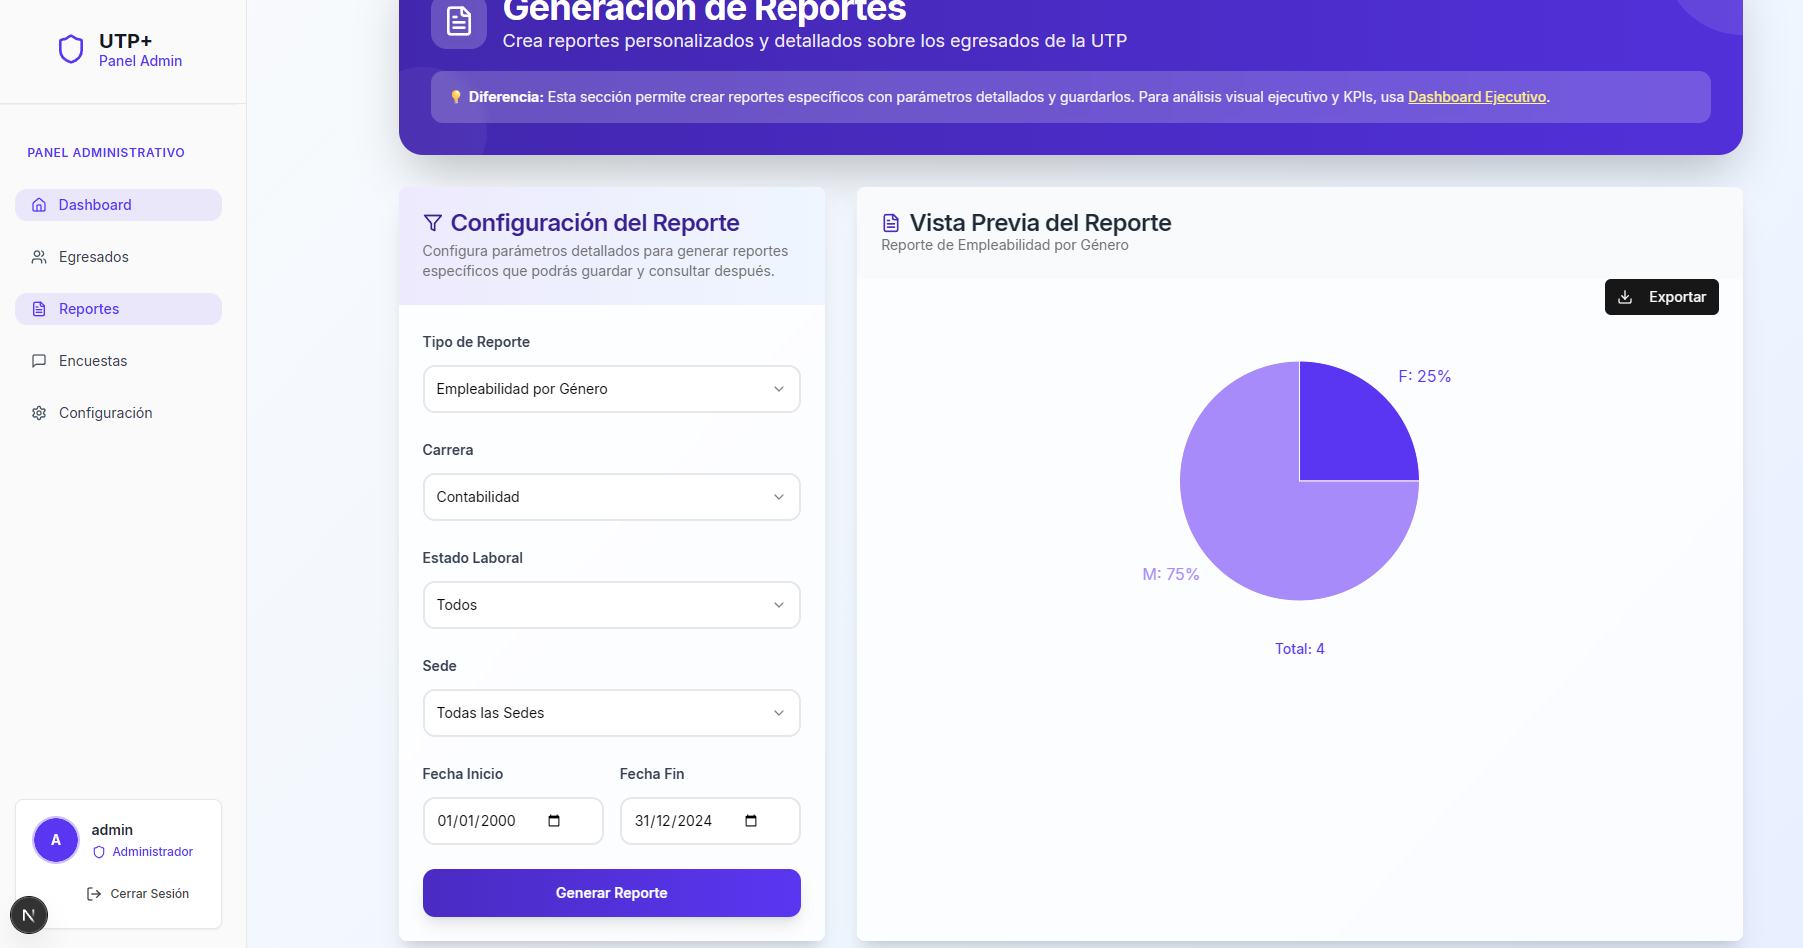 UTP+
Panel Admin
PANEL ADMINISTRATIVO
Dashboard
Egresados
Reportes
Encuestas
Configuración
A
admin
Administrador
Cerrar Sesión
N
Generación de Reportes
Crea reportes personalizados y detallados sobre los egresados de la UTP
💡 Diferencia: Esta sección permite crear reportes específicos con parámetros detallados y guardarlos. Para análisis visual ejecutivo y KPIs, usa Dashboard Ejecutivo.
Configuración del Reporte
Configura parámetros detallados para generar reportes
específicos que podrás guardar y consultar después.
Tipo de Reporte
Empleabilidad por Género
Carrera
Contabilidad
Estado Laboral
Todos
Sede
Todas las Sedes
Fecha Inicio
Fecha Fin
01/01/2000
31/12/2024
Generar Reporte
Vista Previa del Reporte
Reporte de Empleabilidad por Género
Exportar
F: 25%
M: 75%
Total: 4